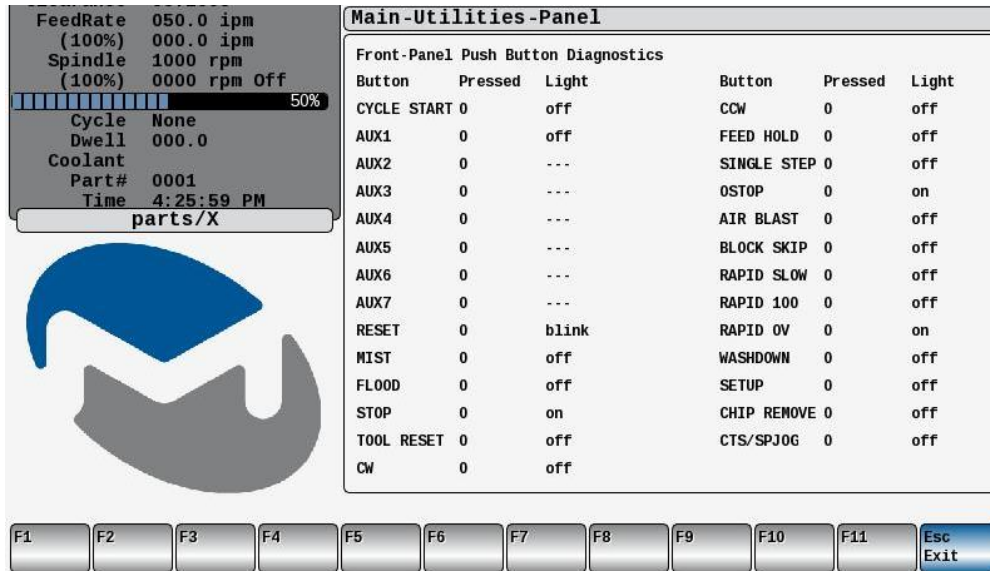 FeedRate 050.0 ipm
(100%) 000.0 ipm
Spindle 1000 rpm
(100%) 0000 rpm Off
50%
Cycle None
Dwell 000.0
Coolant
Part# 0001
Time 4:25:59 PM
parts/X
Main-Utilities-Panel
Front-Panel Push Button Diagnostics
Button Pressed Light Button Pressed Light
CYCLE START 0 off CCW 0 off
AUX1 0 off FEED HOLD 0 off
AUX2 0 --- SINGLE STEP 0 off
AUX3 0 --- OSTOP 0 on
AUX4 0 --- AIR BLAST 0 off
AUX5 0 --- BLOCK SKIP 0 off
AUX6 0 --- RAPID SLOW 0 off
AUX7 0 --- RAPID 100 0 off
RESET 0 blink RAPID OV 0 on
MIST 0 off WASHDOWN 0 off
FLOOD 0 off SETUP 0 off
STOP 0 on CHIP REMOVE 0 off
TOOL RESET 0 off CTS/SPJOG 0 off
CW 0 off
F1 F2 F3 F4 F5 F6 F7 F8 F9 F10 F11 Esc
Exit